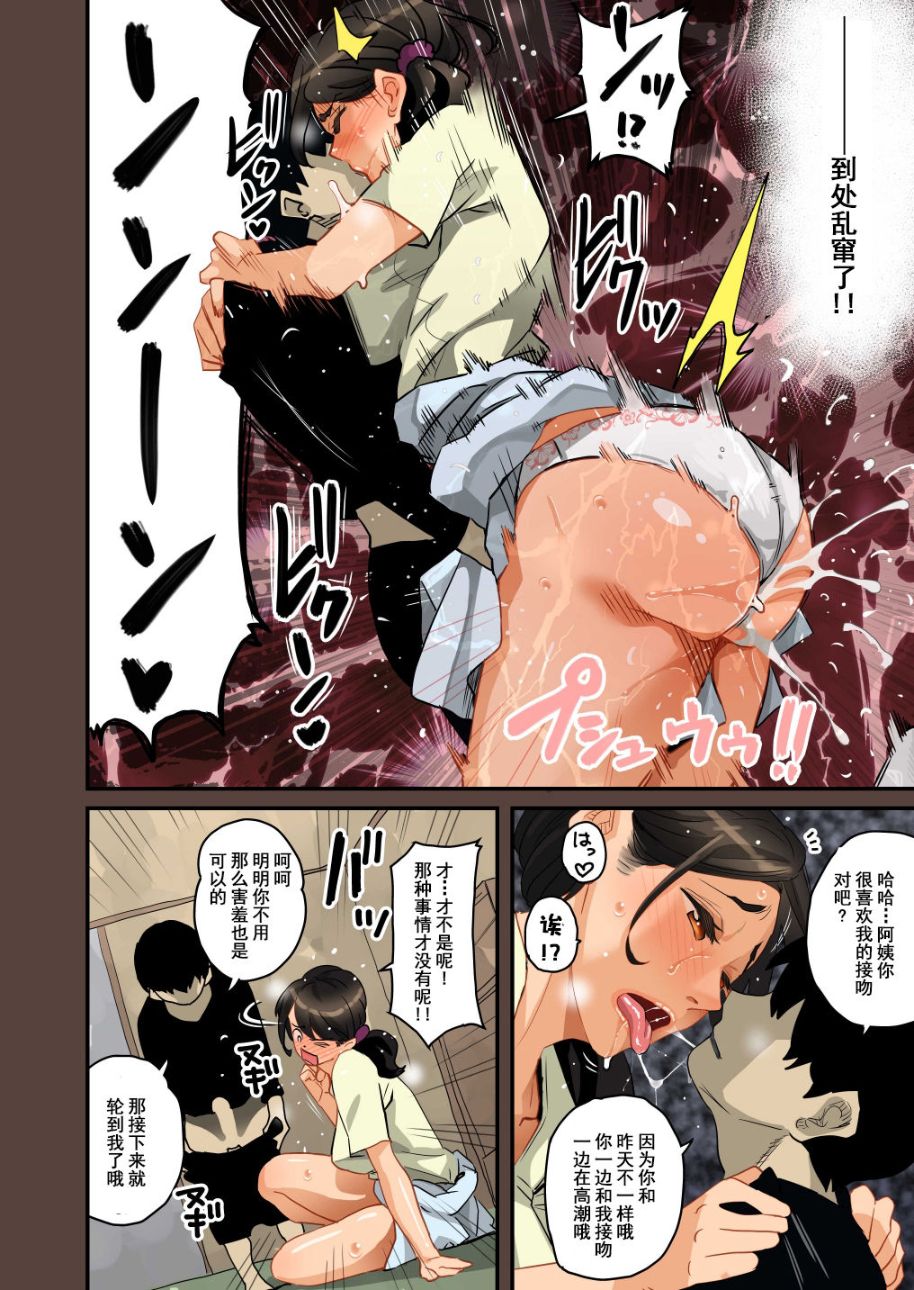 ——到处乱窜了!!
ンッ!?
ンンーンッ♥
ビクッ♥
ビクッ
ビクーン♥
プシュウゥッ!!
哈哈…阿姨你
很喜欢我的接吻
对吧?
はっ♡
诶!?
因为你和
昨天不一样哦
你一边和我接吻
一边在高潮哦
才…才不是呢!
那种事情才没有呢!!
バッ
呵呵
明明你不用
那么害羞也是
可以的
ヌギ
ヌギ
那接下来就
轮到我了哦